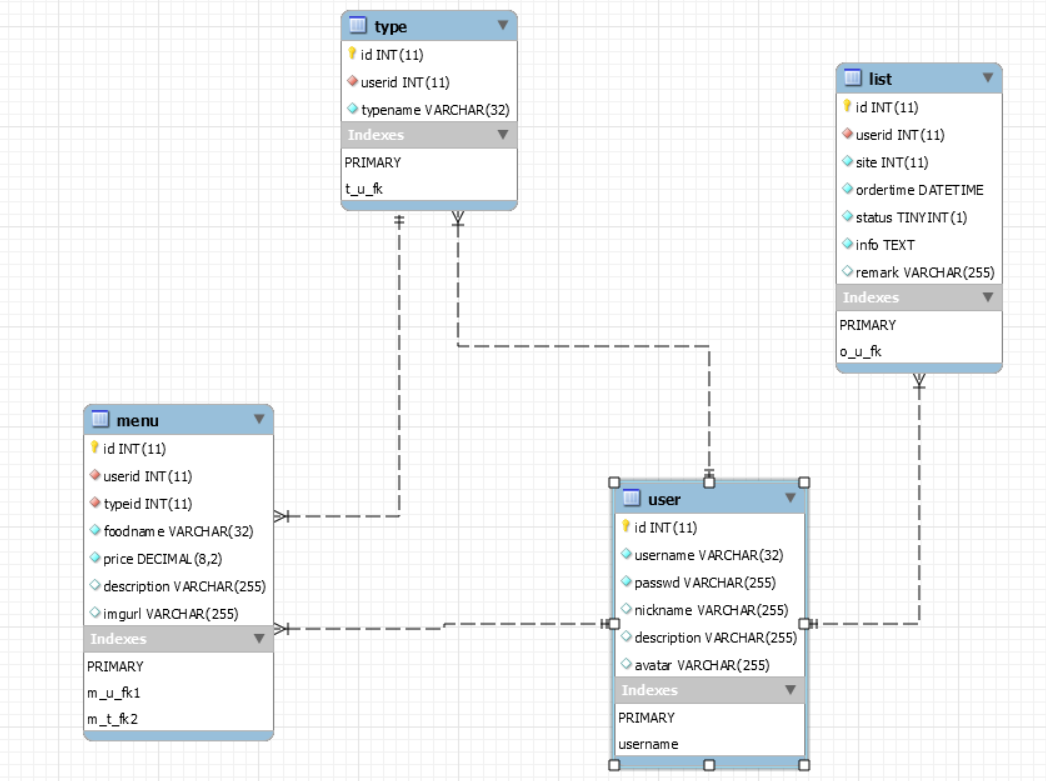 type
id INT(11)
userid INT(11)
typename VARCHAR(32)
Indexes
PRIMARY
t_u_fk
list
id INT(11)
userid INT(11)
site INT(11)
ordertime DATETIME
status TINYINT(1)
info TEXT
remark VARCHAR(255)
Indexes
PRIMARY
o_u_fk
menu
id INT(11)
userid INT(11)
typeid INT(11)
foodname VARCHAR(32)
price DECIMAL(8,2)
description VARCHAR(255)
imgurl VARCHAR(255)
Indexes
PRIMARY
m_u_fk1
m_t_fk2
user
id INT(11)
username VARCHAR(32)
passwd VARCHAR(255)
nickname VARCHAR(255)
description VARCHAR(255)
avatar VARCHAR(255)
Indexes
PRIMARY
username